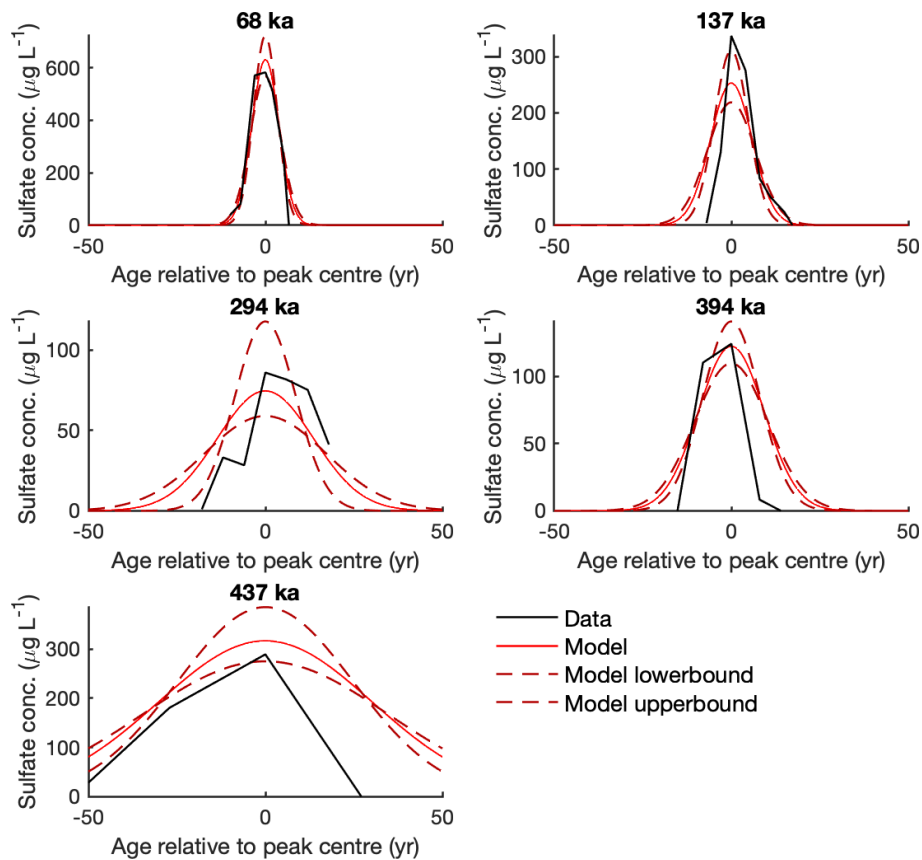 68 ka
600
400
200
0
-50
0
50
Sulfate conc. (μg L⁻¹)
Age relative to peak centre (yr)
137 ka
300
200
100
0
-50
0
50
Sulfate conc. (μg L⁻¹)
Age relative to peak centre (yr)
294 ka
100
50
0
-50
0
50
Sulfate conc. (μg L⁻¹)
Age relative to peak centre (yr)
394 ka
100
50
0
-50
0
50
Sulfate conc. (μg L⁻¹)
Age relative to peak centre (yr)
437 ka
300
200
100
0
-50
0
50
Sulfate conc. (μg L⁻¹)
Age relative to peak centre (yr)
Data
Model
Model lowerbound
Model upperbound